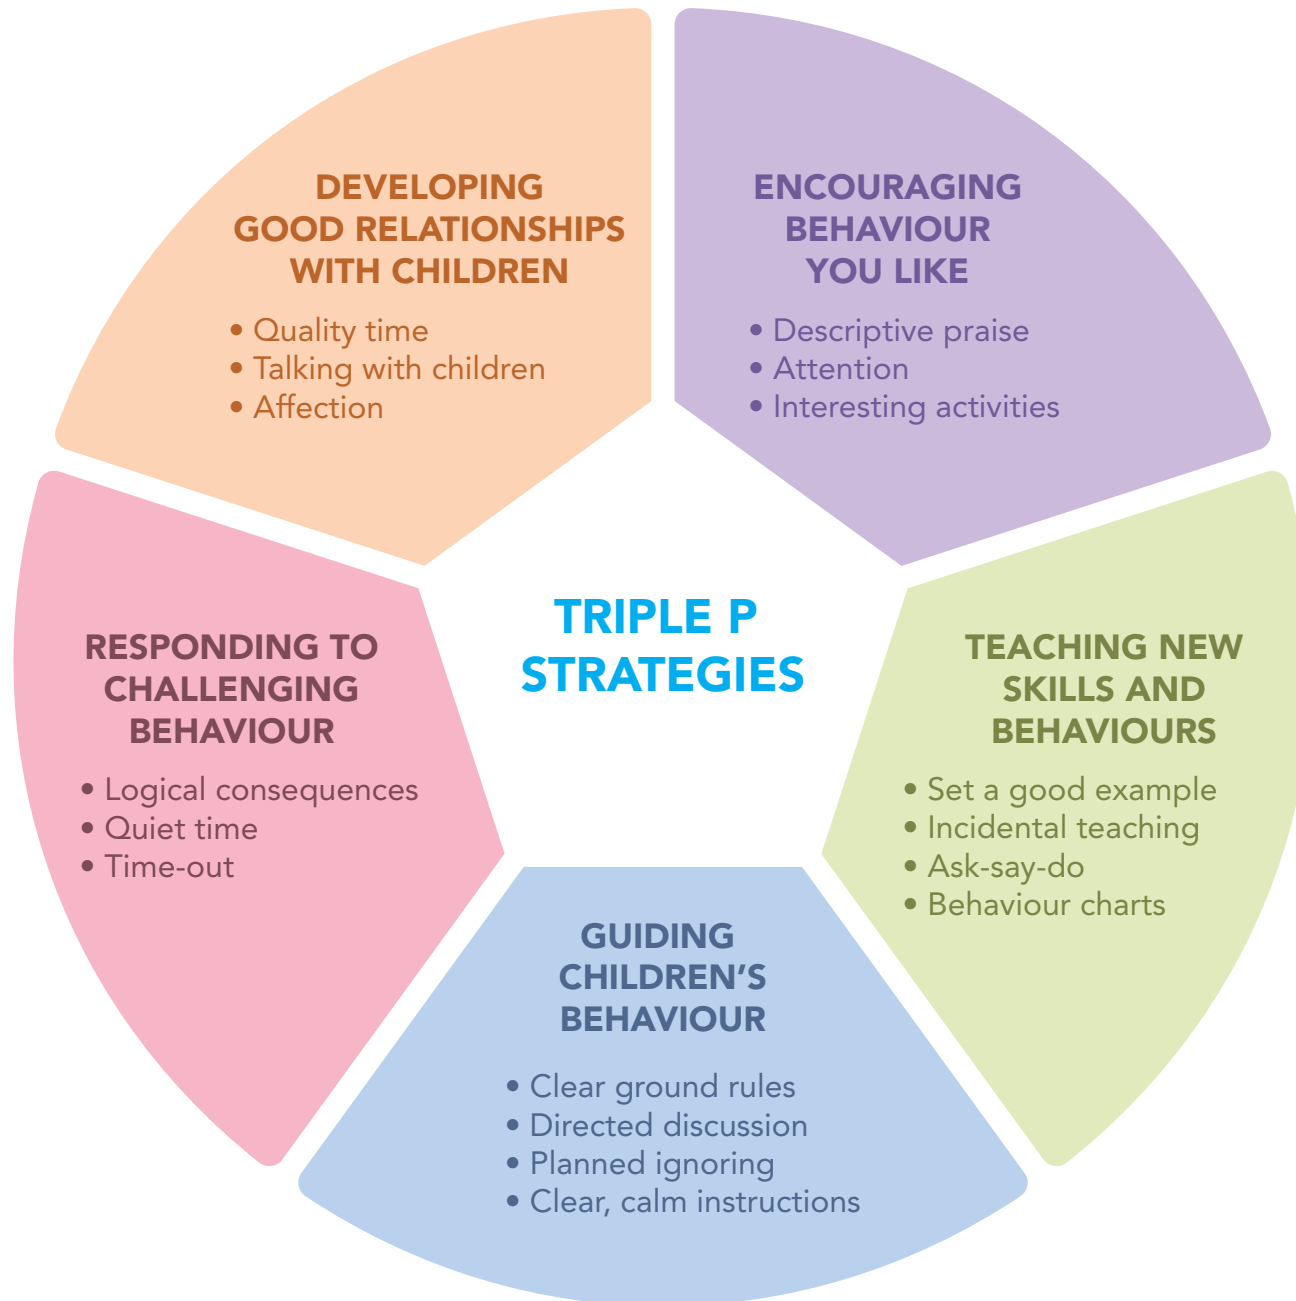 DEVELOPING
GOOD RELATIONSHIPS
WITH CHILDREN
• Quality time
• Talking with children
• Affection
ENCOURAGING
BEHAVIOUR
YOU LIKE
• Descriptive praise
• Attention
• Interesting activities
TRIPLE P
STRATEGIES
RESPONDING TO
CHALLENGING
BEHAVIOUR
• Logical consequences
• Quiet time
• Time-out
TEACHING NEW
SKILLS AND
BEHAVIOURS
• Set a good example
• Incidental teaching
• Ask-say-do
• Behaviour charts
GUIDING
CHILDREN’S
BEHAVIOUR
• Clear ground rules
• Directed discussion
• Planned ignoring
• Clear, calm instructions